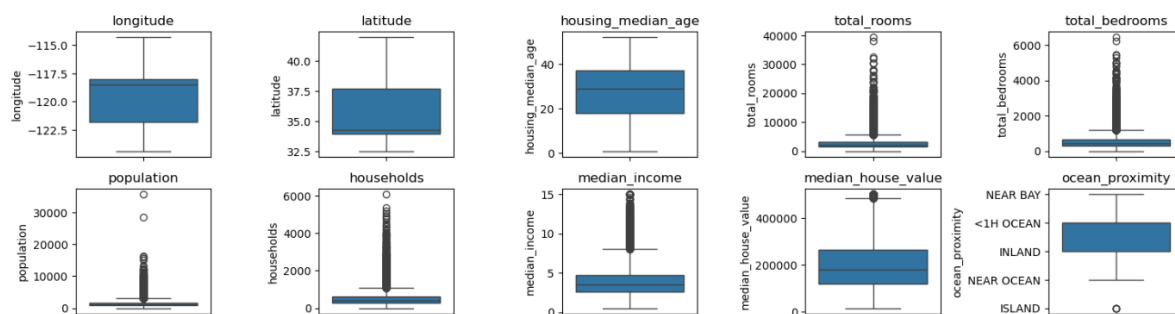 longitude
−115.0
−117.5
−120.0
−122.5
longitude
latitude
40.0
37.5
35.0
32.5
latitude
housing_median_age
40
20
0
housing_median_age
total_rooms
40000
30000
20000
10000
0
total_rooms
total_bedrooms
6000
4000
2000
0
total_bedrooms
population
30000
20000
10000
0
population
households
6000
4000
2000
0
households
median_income
15
10
5
0
median_income
median_house_value
400000
200000
0
median_house_value
ocean_proximity
NEAR BAY
<1H OCEAN
INLAND
NEAR OCEAN
ISLAND
ocean_proximity